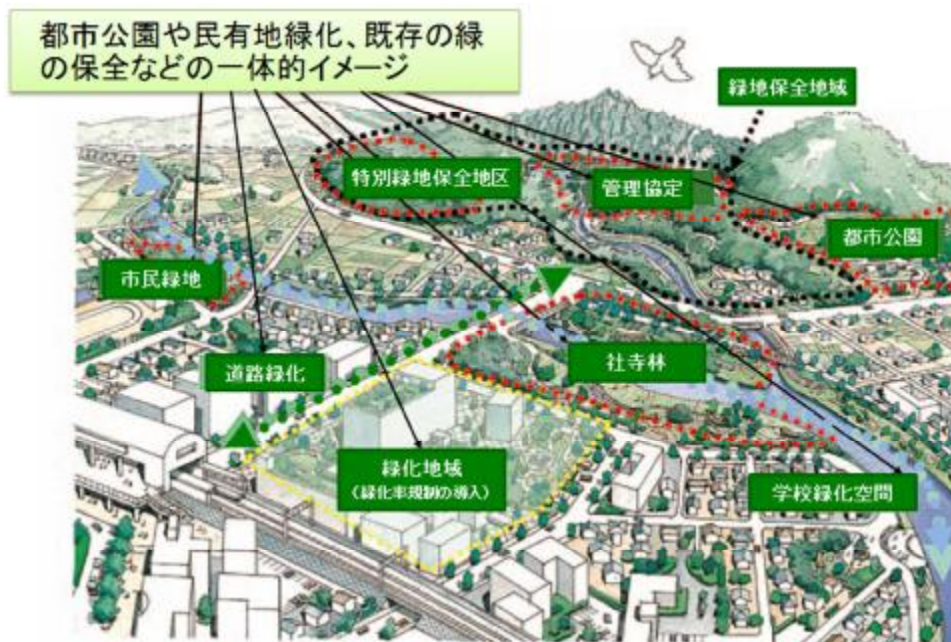 都市公園や民有地緑化、既存の緑
の保全などの一体的イメージ
緑地保全地域
特別緑地保全地区
管理協定
都市公園
市民緑地
道路緑化
社寺林
緑化地域
（緑化率規制の導入）
学校緑化空間